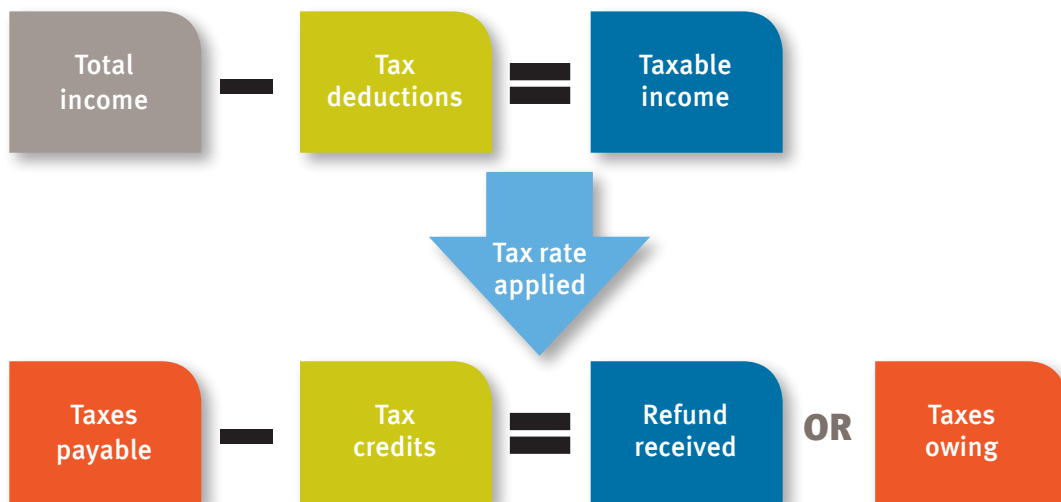 Total
income
Tax
deductions
Taxable
income
Tax rate
applied
Taxes
payable
Tax
credits
Refund
received
OR
Taxes
owing